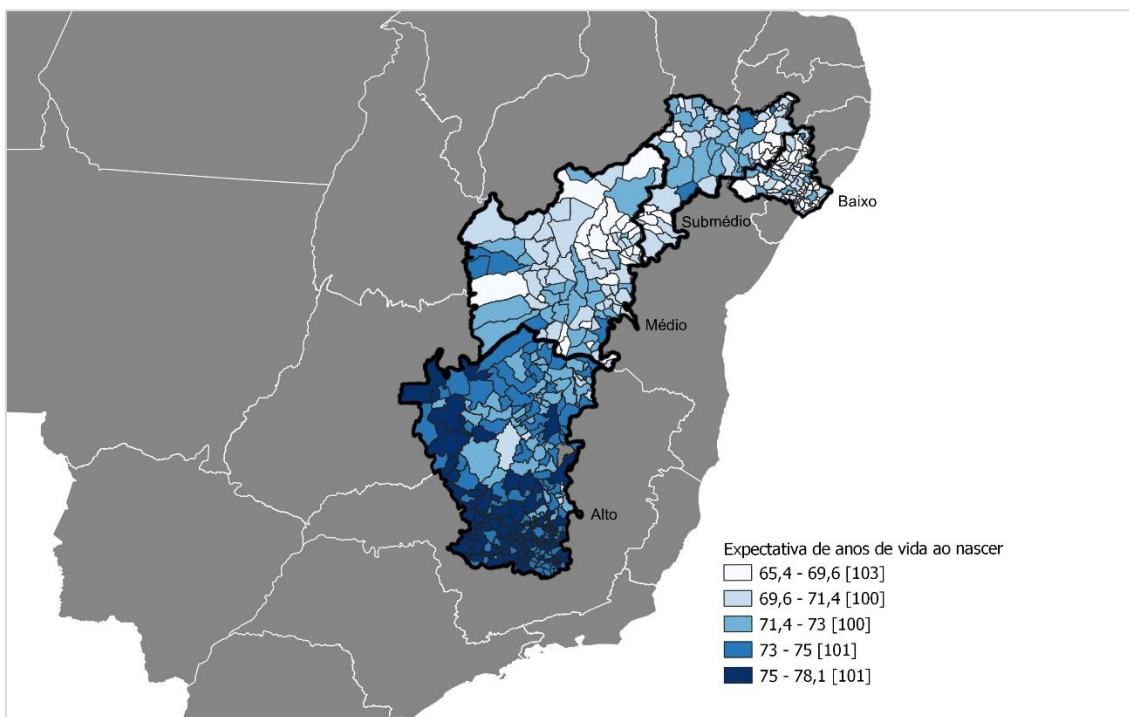 Baixo
Submédio
Médio
Alto
Expectativa de anos de vida ao nascer
65,4 - 69,6 [103]
69,6 - 71,4 [100]
71,4 - 73 [100]
73 - 75 [101]
75 - 78,1 [101]